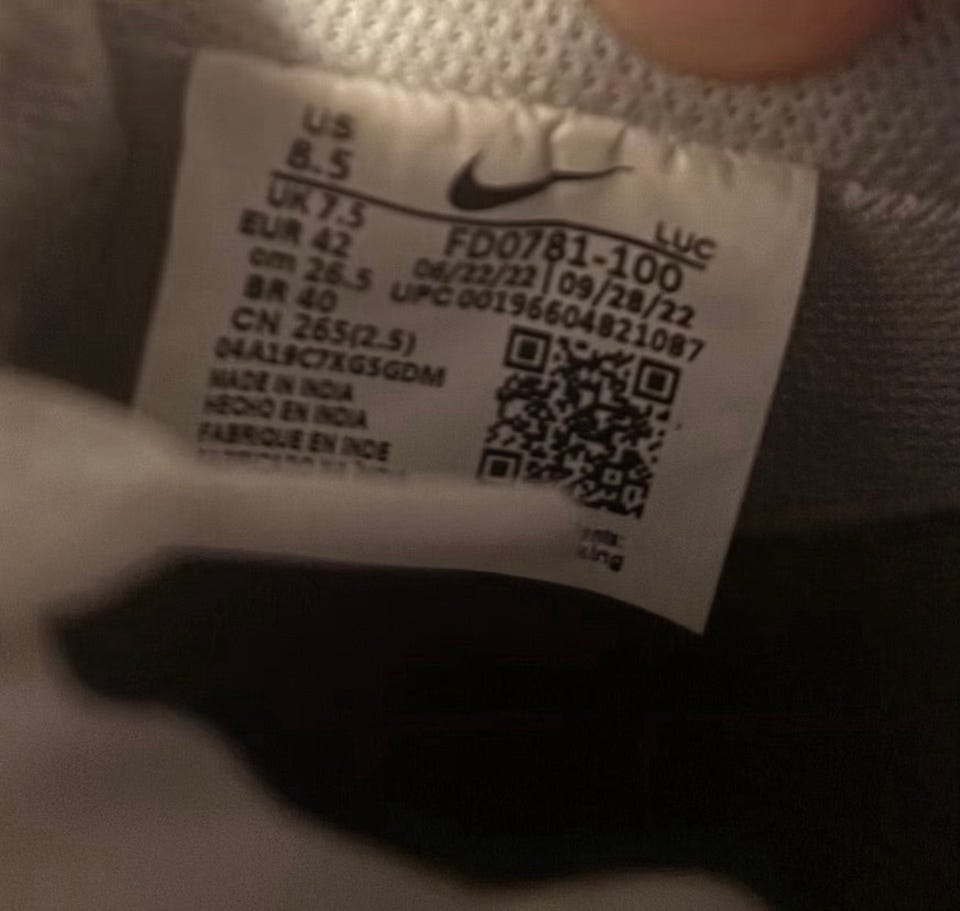 US
8.5
LUC
UK 7.5
FD0781-100
EUR 42
06/22/22 | 09/28/22
cm 26.5
UPC 00196604821087
BR 40
CN 265(2.5)
MADE IN INDIA
HECHO EN INDIA
FABRIQUE EN INDE